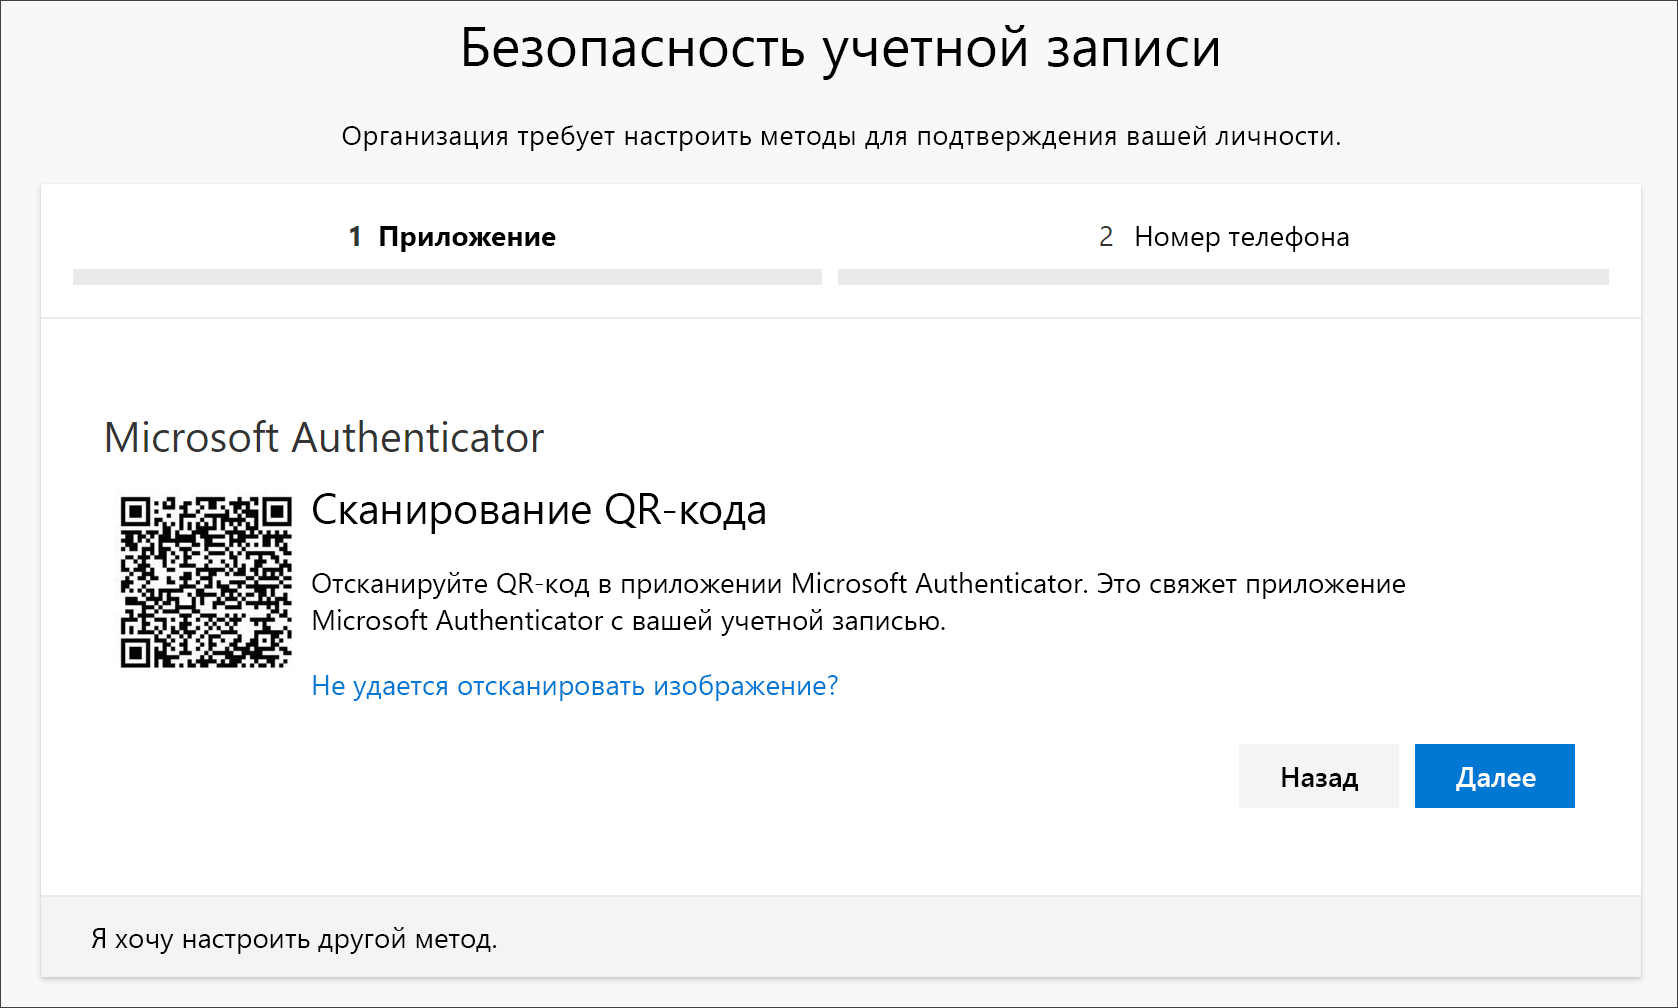 Безопасность учетной записи
Организация требует настроить методы для подтверждения вашей личности.
1 Приложение
2 Номер телефона
Microsoft Authenticator
Сканирование QR-кода
Отсканируйте QR-код в приложении Microsoft Authenticator. Это свяжет приложение
Microsoft Authenticator с вашей учетной записью.
Не удается отсканировать изображение?
Назад
Далее
Я хочу настроить другой метод.